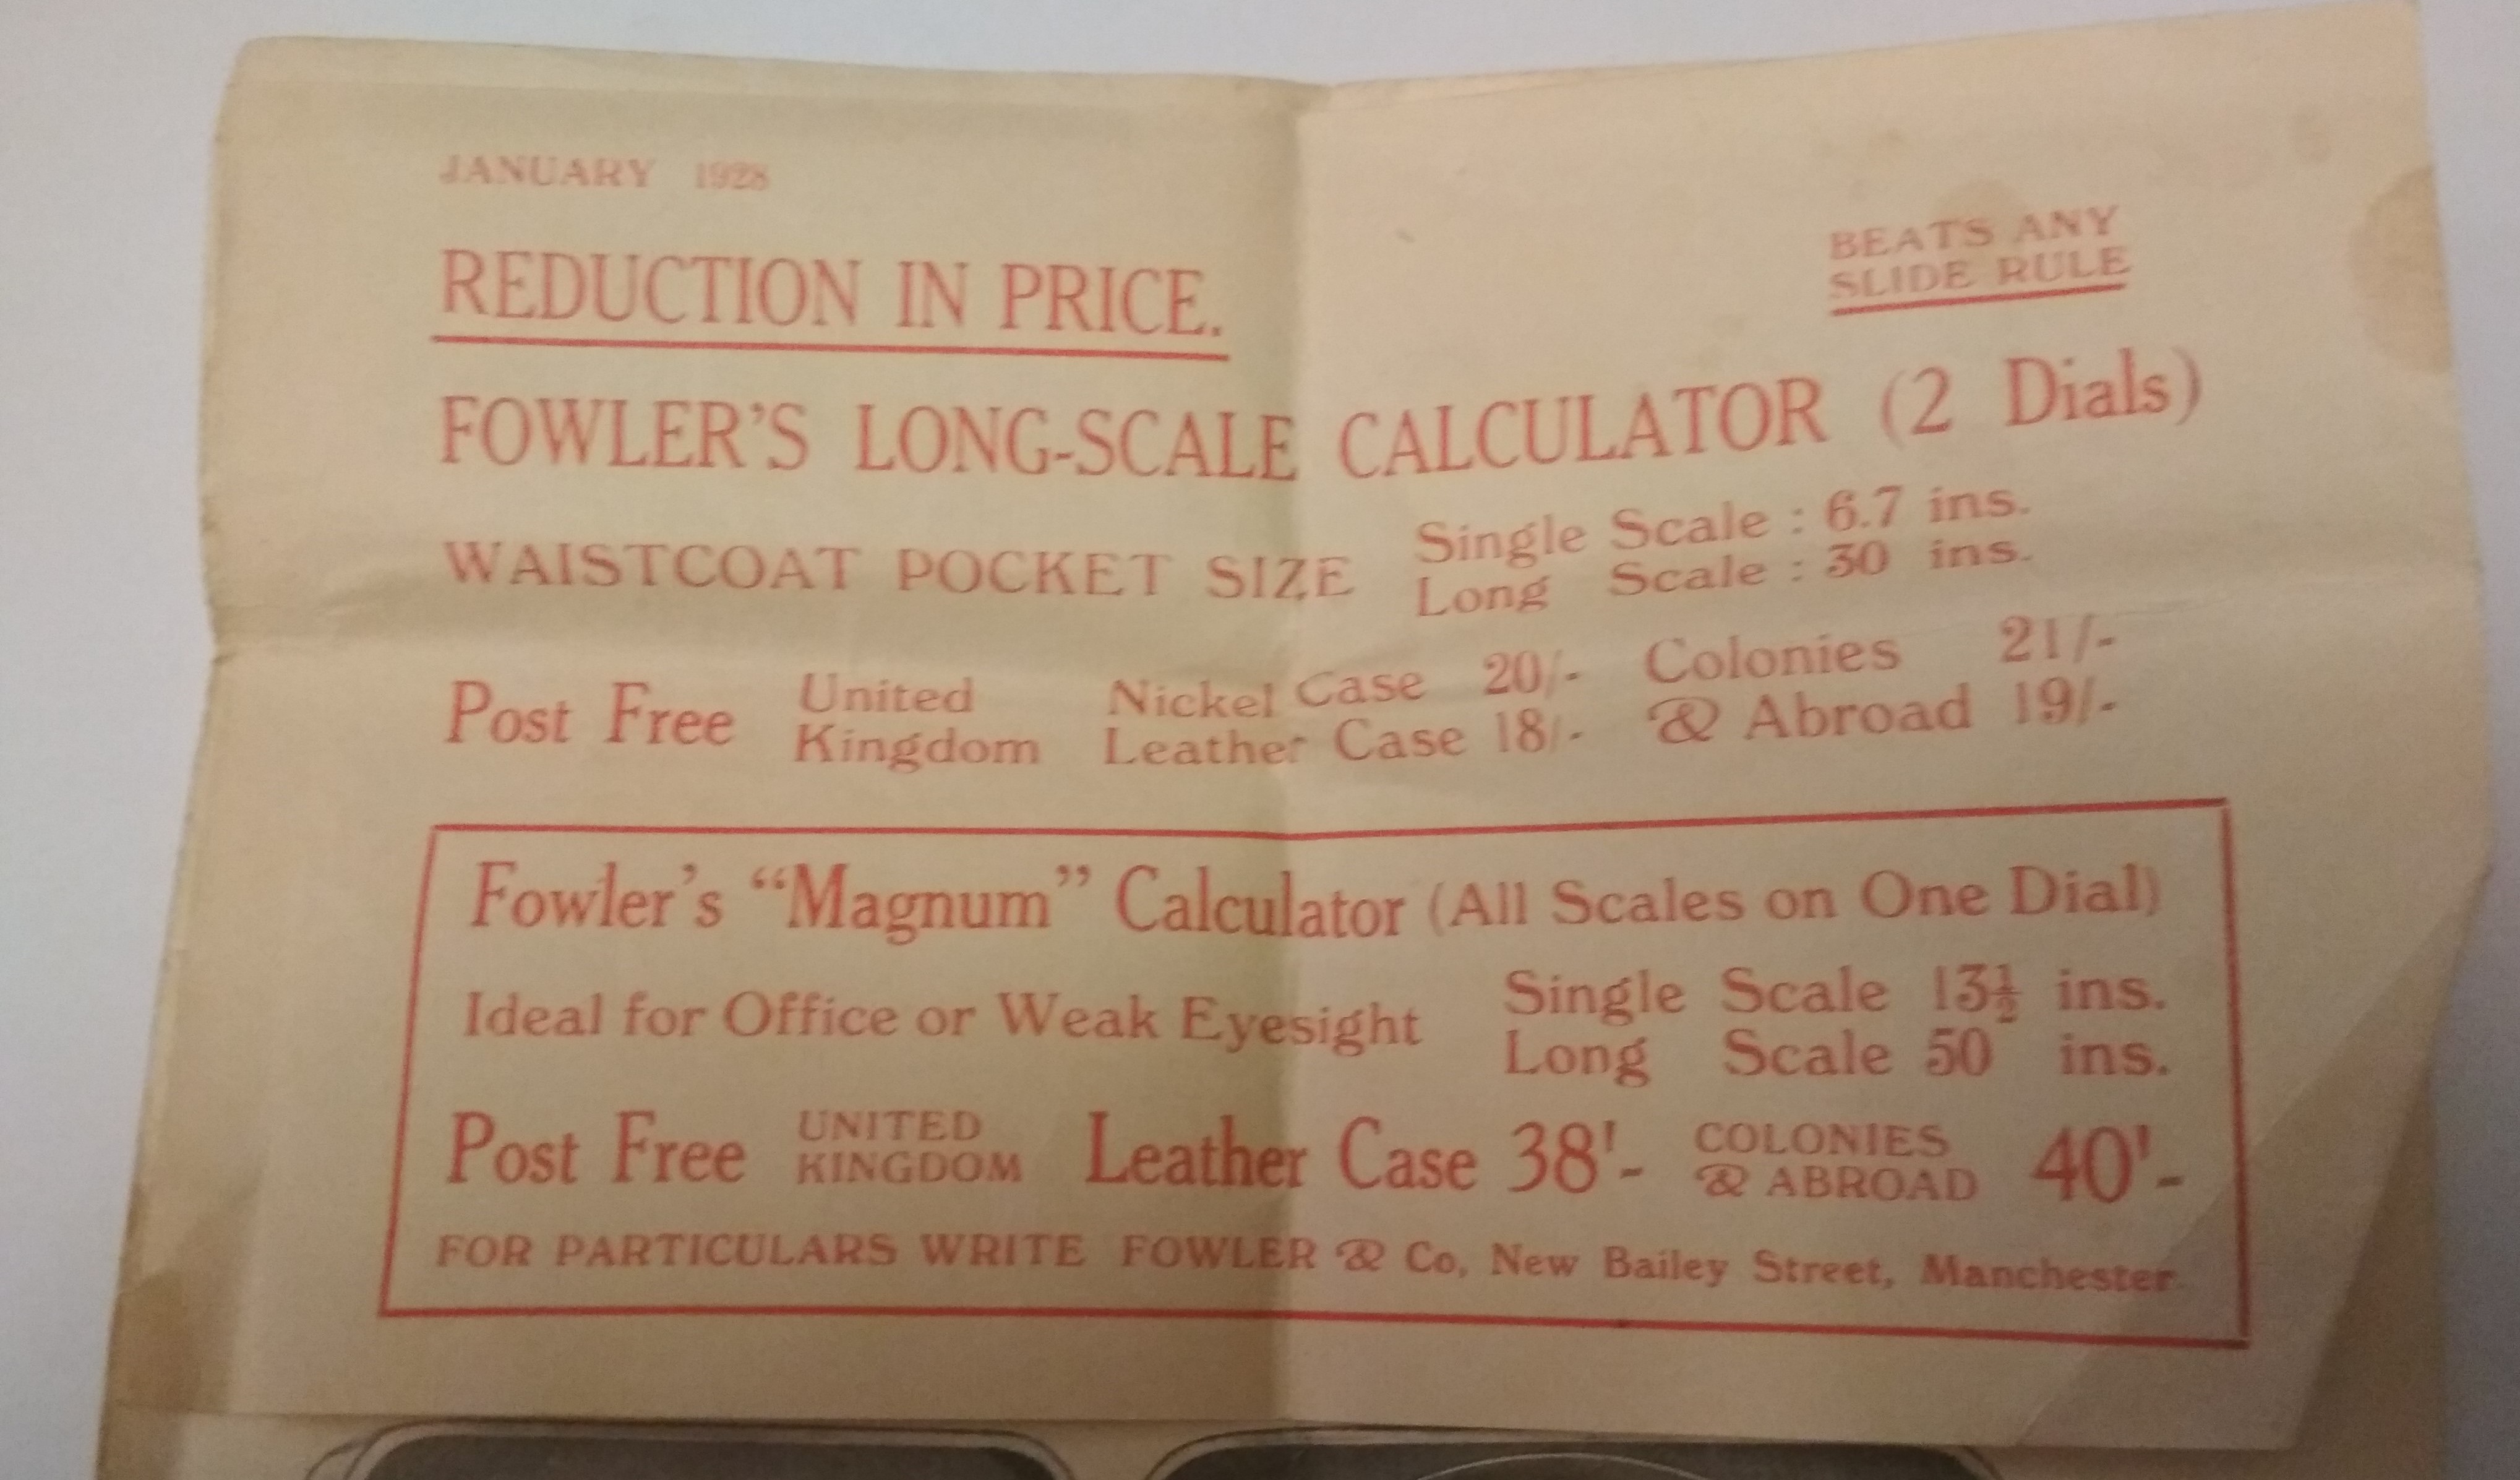 JANUARY 1928
REDUCTION IN PRICE.
BEATS ANY
SLIDE RULE
FOWLER'S LONG-SCALE CALCULATOR (2 Dials)
WAISTCOAT POCKET SIZE
Single Scale : 6.7 ins.
Long Scale : 30 ins.
Post Free
United
Kingdom
Nickel Case 20/-
Leather Case 18/-
Colonies 21/-
& Abroad 19/-
Fowler's “Magnum” Calculator (All Scales on One Dial)
Ideal for Office or Weak Eyesight
Single Scale 13½ ins.
Long Scale 50 ins.
Post Free
UNITED
KINGDOM
Leather Case 38'-
COLONIES
& ABROAD
40'-
FOR PARTICULARS WRITE FOWLER & Co, New Bailey Street, Manchester